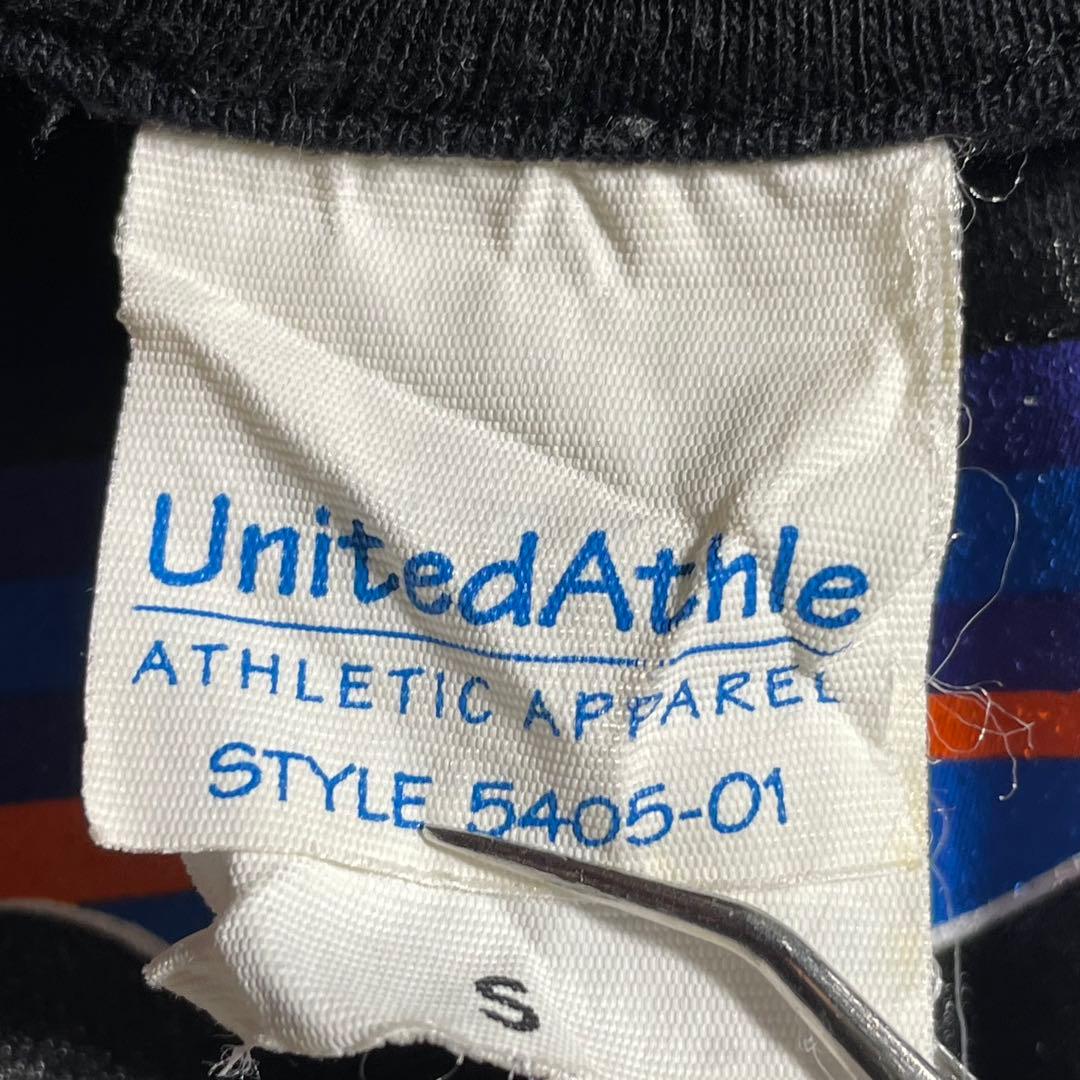 UnitedAthle
ATHLETIC APPAREL
STYLE 5405-01
S